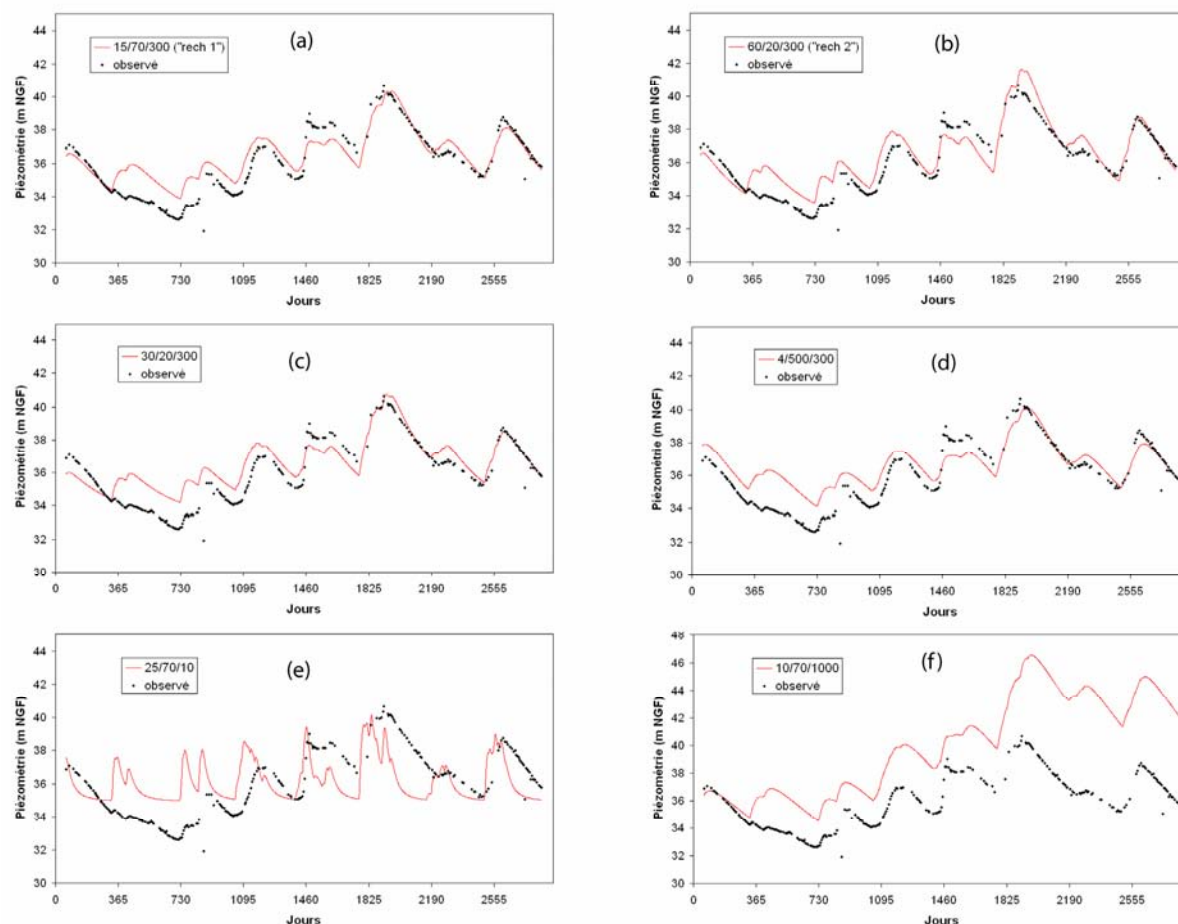 (a)
15/70/300 ("rech 1")
observé
Piézométrie (m NGF)
44
42
40
38
36
34
32
30
0 365 730 1095 1460 1825 2190 2555
Jours
(b)
60/20/300 ("rech 2")
observé
Piézométrie (m NGF)
44
42
40
38
36
34
32
30
0 365 730 1095 1460 1825 2190 2555
Jours
(c)
30/20/300
observé
Piézométrie (m NGF)
44
42
40
38
36
34
32
30
0 365 730 1095 1460 1825 2190 2555
Jours
(d)
4/500/300
observé
Piézométrie (m NGF)
44
42
40
38
36
34
32
30
0 365 730 1095 1460 1825 2190 2555
Jours
(e)
25/70/10
observé
Piézométrie (m NGF)
44
42
40
38
36
34
32
30
0 365 730 1095 1460 1825 2190 2555
Jours
(f)
10/70/1000
observé
Piézométrie (m NGF)
48
46
44
42
40
38
36
34
32
30
0 365 730 1095 1460 1825 2190 2555
Jours